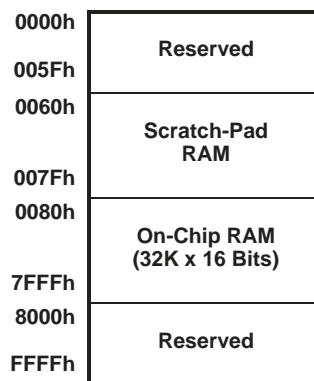 0000h
Reserved
005Fh
0060h
Scratch-Pad
RAM
007Fh
0080h
On-Chip RAM
(32K x 16 Bits)
7FFFh
8000h
Reserved
FFFFh